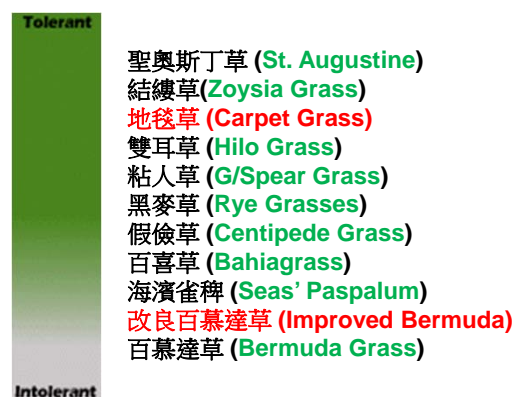 Tolerant
聖奧斯丁草 (St. Augustine)
結縷草(Zoysia Grass)
地毯草 (Carpet Grass)
雙耳草 (Hilo Grass)
粘人草 (G/Spear Grass)
黑麥草 (Rye Grasses)
假儉草 (Centipede Grass)
百喜草 (Bahiagrass)
海濱雀稗 (Seas’ Paspalum)
改良百慕達草 (Improved Bermuda)
百慕達草 (Bermuda Grass)
Intolerant